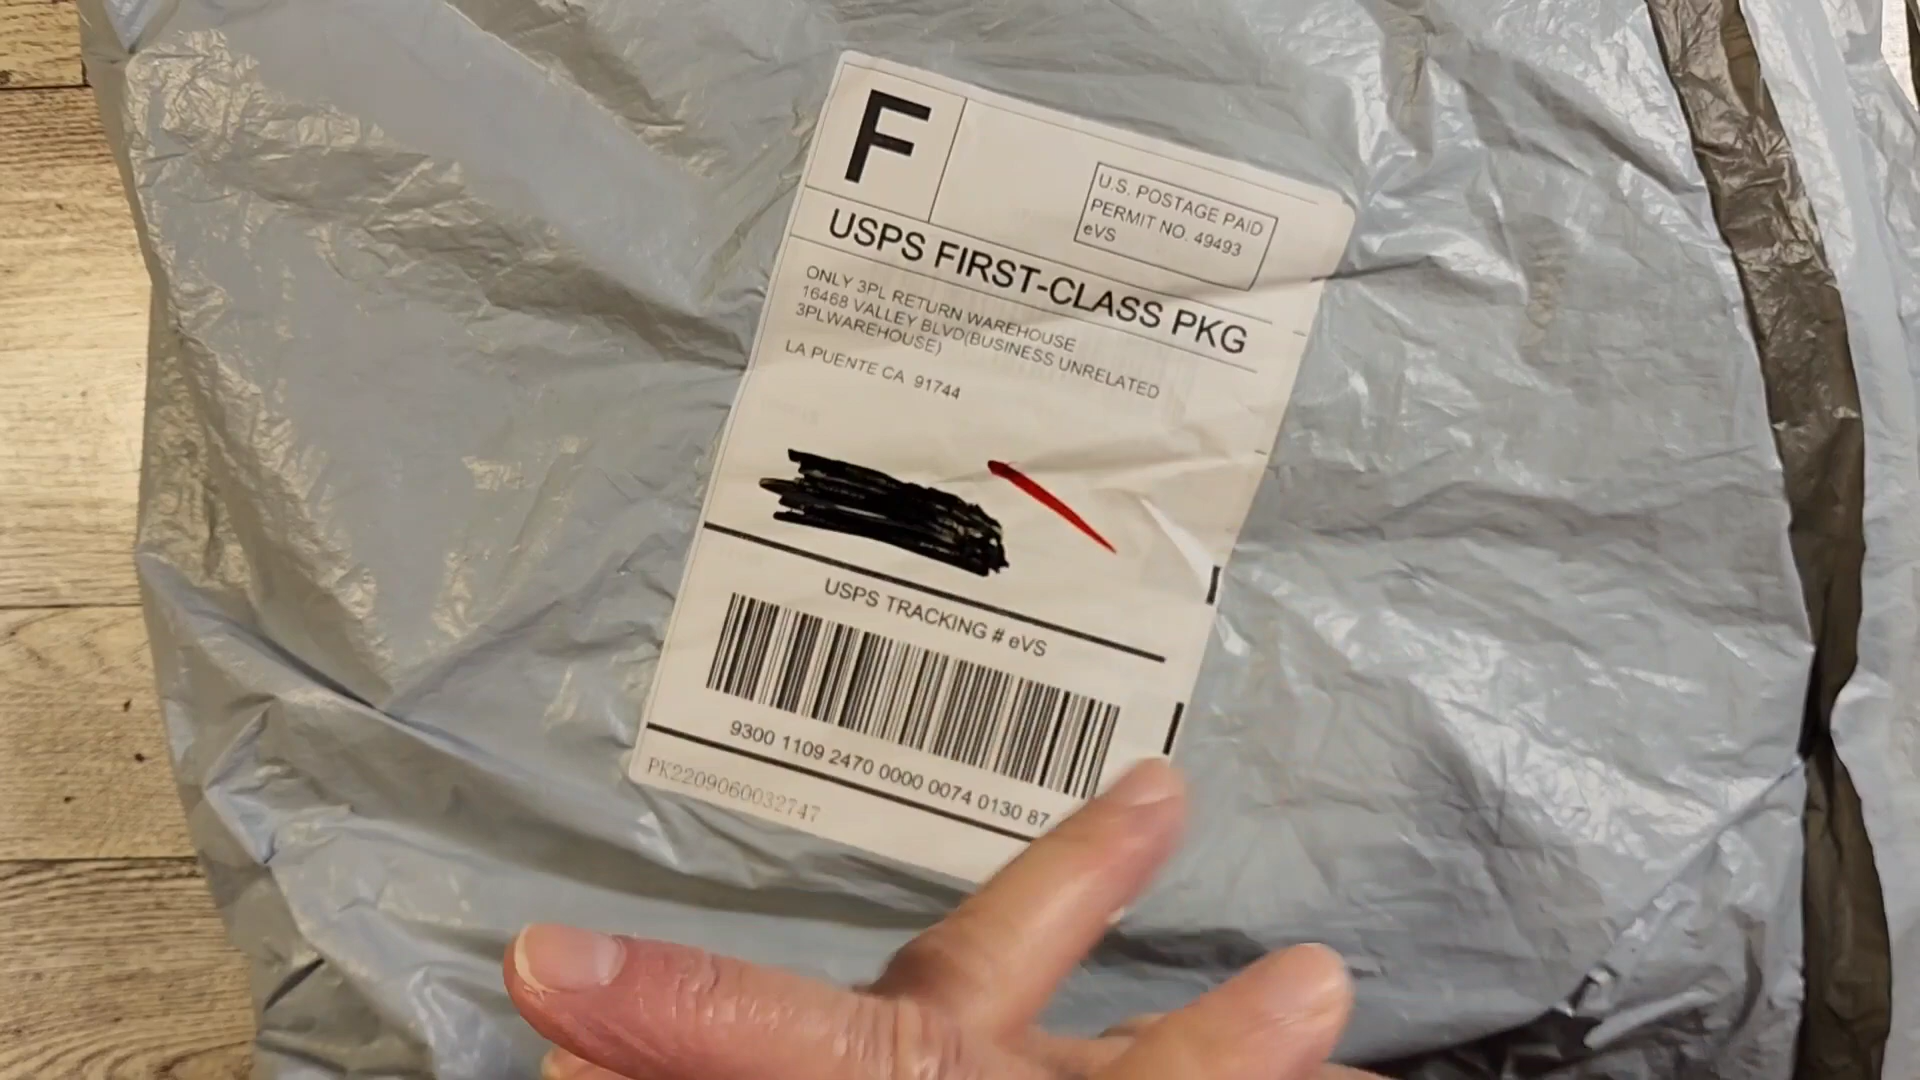 F
U.S. POSTAGE PAID
PERMIT NO. 49493
eVS
USPS FIRST-CLASS PKG
ONLY 3PL RETURN WAREHOUSE
16468 VALLEY BLVD(BUSINESS UNRELATED
3PLWAREHOUSE)
LA PUENTE CA 91744
USPS TRACKING # eVS
9300 1109 2470 0000 0074 0130 87
PK2209060032747